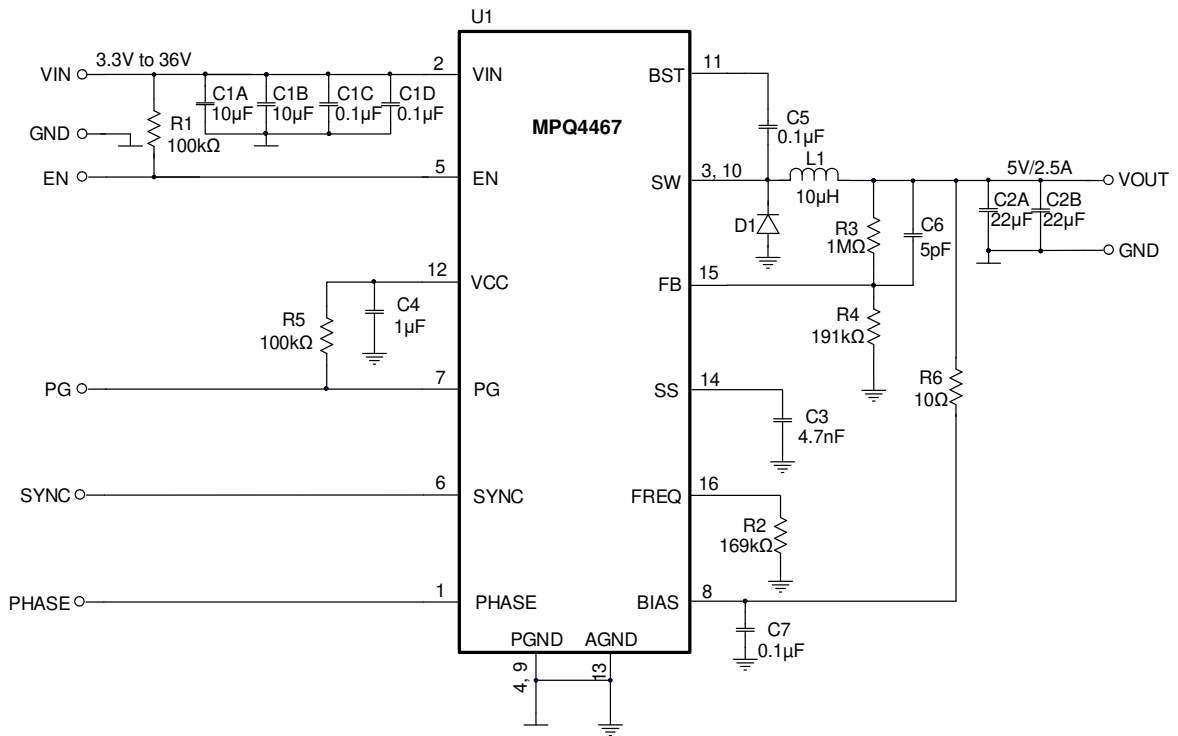 U1
VIN
3.3V to 36V
2
VIN
C1A
10µF
C1B
10µF
C1C
0.1µF
C1D
0.1µF
GND
R1
100kΩ
EN
5
EN
MPQ4467
BST
11
C5
0.1µF
SW
3, 10
L1
10µH
5V/2.5A
VOUT
D1
R3
1MΩ
C6
5pF
C2A
22µF
C2B
22µF
GND
12
VCC
C4
1µF
R5
100kΩ
FB
15
R4
191kΩ
PG
7
PG
SS
14
C3
4.7nF
R6
10Ω
SYNC
6
SYNC
FREQ
16
R2
169kΩ
PHASE
1
PHASE
BIAS
8
C7
0.1µF
PGND
AGND
4, 9
13